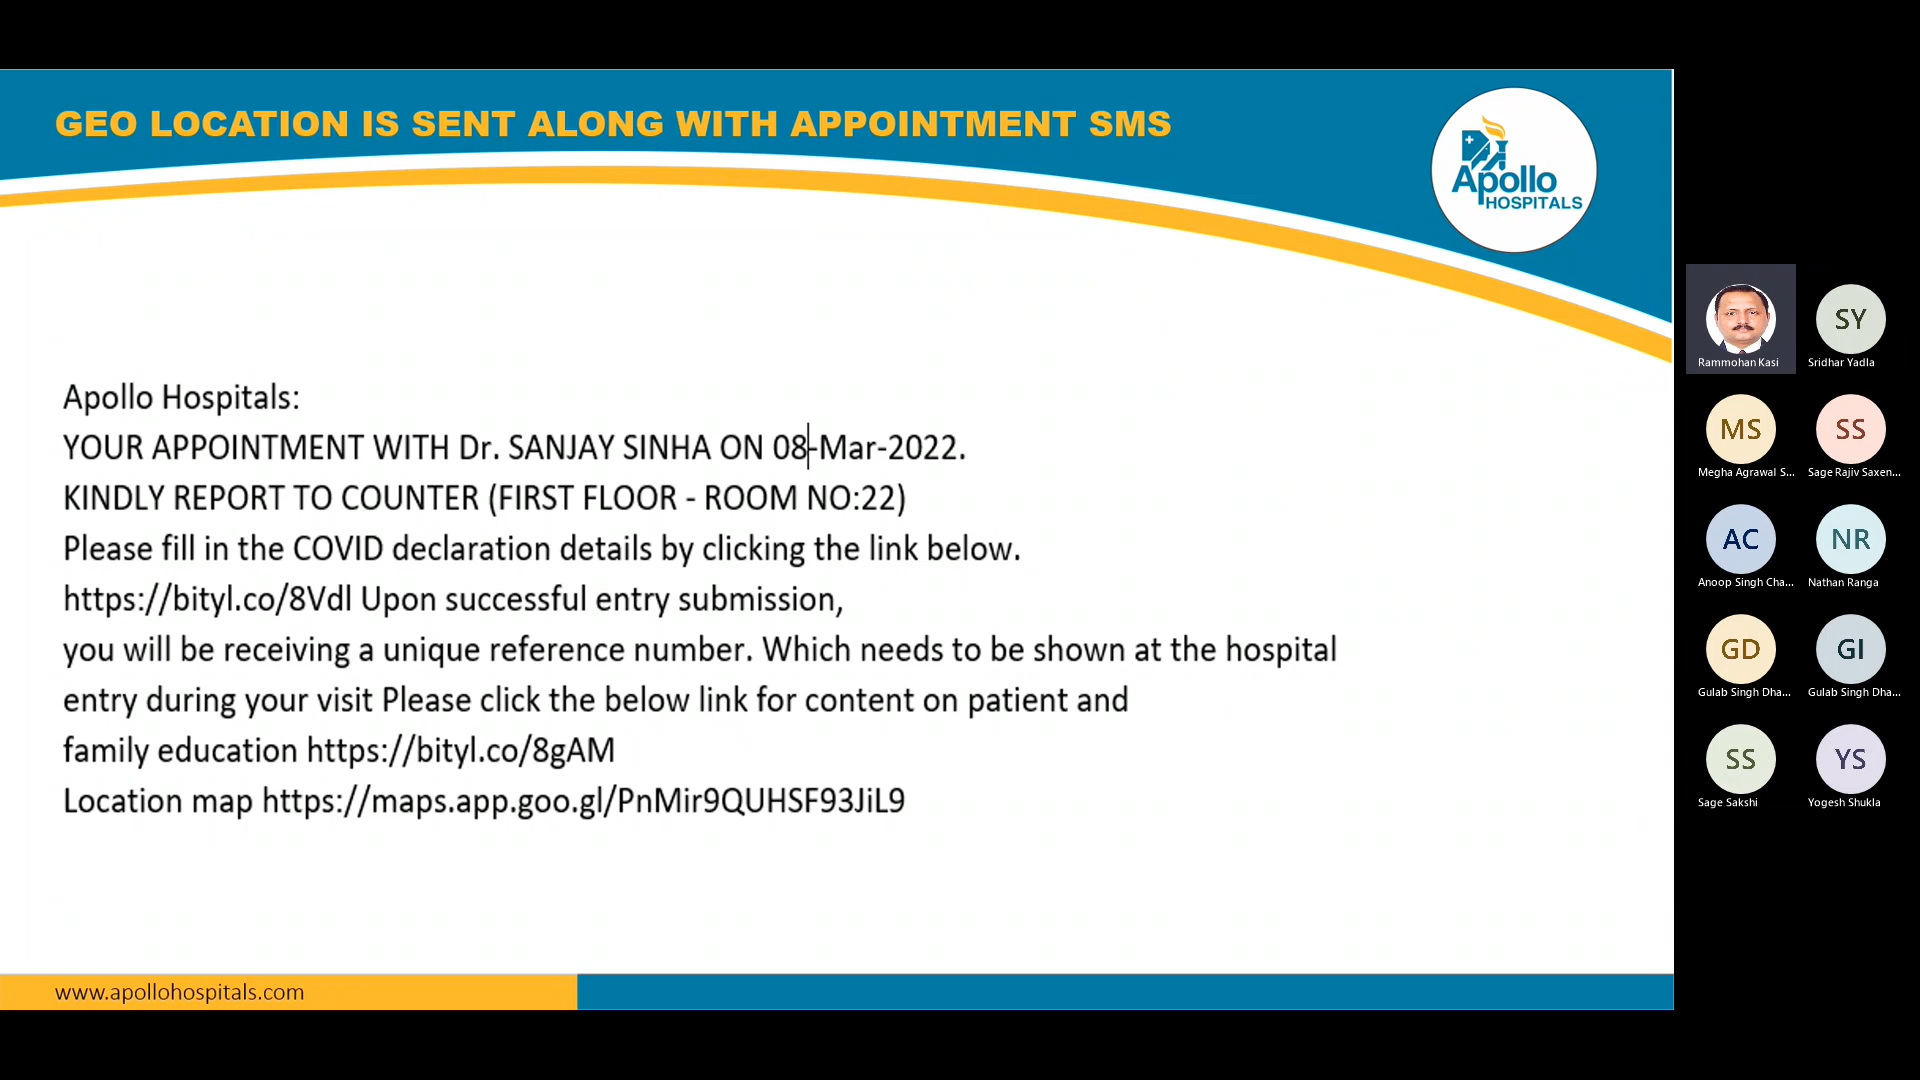 GEO LOCATION IS SENT ALONG WITH APPOINTMENT SMS
Apollo
HOSPITALS
Apollo Hospitals:
YOUR APPOINTMENT WITH Dr. SANJAY SINHA ON 08-Mar-2022.
KINDLY REPORT TO COUNTER (FIRST FLOOR - ROOM NO:22)
Please fill in the COVID declaration details by clicking the link below.
https://bityl.co/8Vdl Upon successful entry submission,
you will be receiving a unique reference number. Which needs to be shown at the hospital
entry during your visit Please click the below link for content on patient and
family education https://bityl.co/8gAM
Location map https://maps.app.goo.gl/PnMir9QUHSF93JiL9
www.apollohospitals.com
Rammohan Kasi
SY
Sridhar Yadla
MS
Megha Agrawal S...
SS
Sage Rajiv Saxen...
AC
Anoop Singh Cha...
NR
Nathan Ranga
GD
Gulab Singh Dha...
GI
Gulab Singh Dha...
SS
Sage Sakshi
YS
Yogesh Shukla